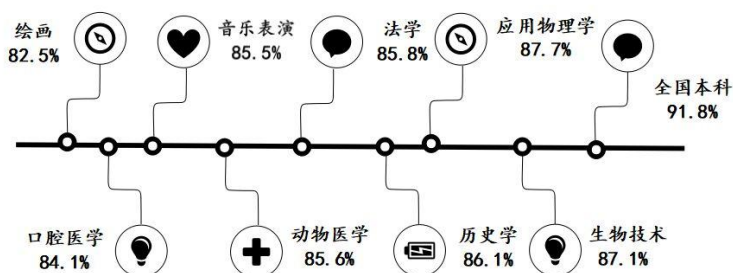 绘画
82.5%
音乐表演
85.5%
法学
85.8%
应用物理学
87.7%
全国本科
91.8%
口腔医学
84.1%
动物医学
85.6%
历史学
86.1%
生物技术
87.1%